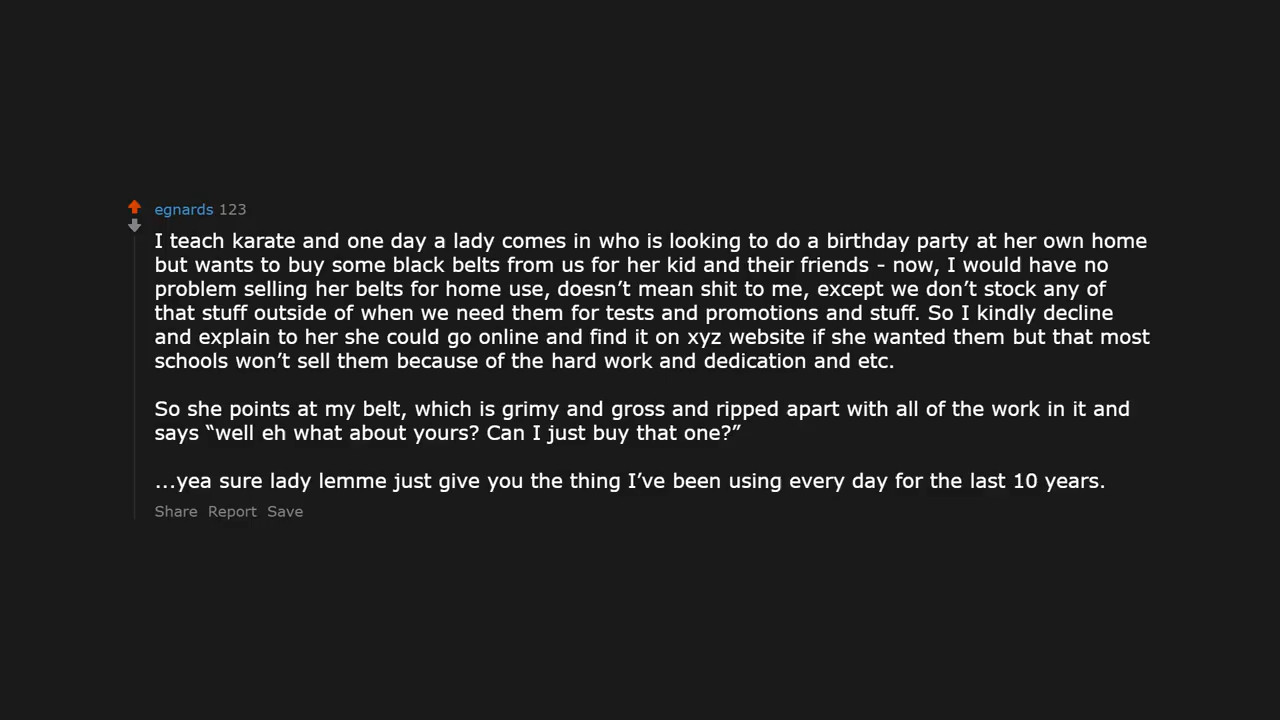 egnards 123
I teach karate and one day a lady comes in who is looking to do a birthday party at her own home
but wants to buy some black belts from us for her kid and their friends - now, I would have no
problem selling her belts for home use, doesn’t mean shit to me, except we don’t stock any of
that stuff outside of when we need them for tests and promotions and stuff. So I kindly decline
and explain to her she could go online and find it on xyz website if she wanted them but that most
schools won’t sell them because of the hard work and dedication and etc.
So she points at my belt, which is grimy and gross and ripped apart with all of the work in it and
says “well eh what about yours? Can I just buy that one?”
...yea sure lady lemme just give you the thing I’ve been using every day for the last 10 years.
Share Report Save